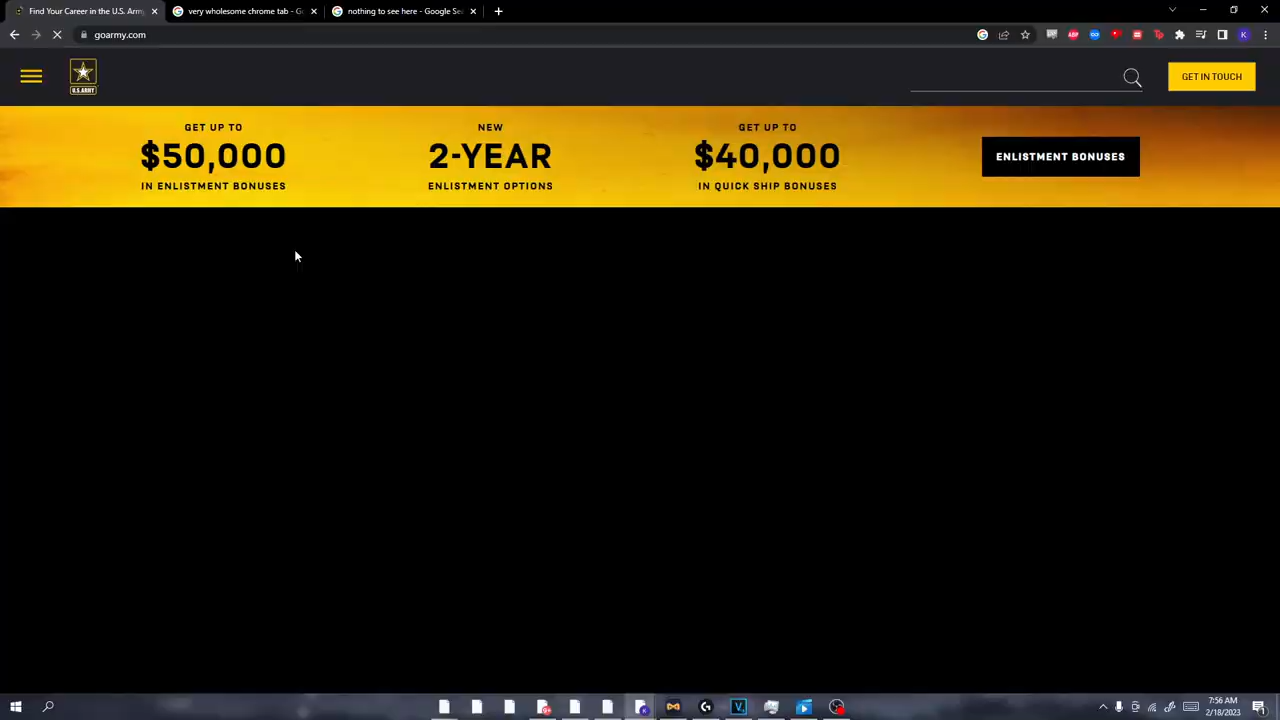 Find Your Career in the U.S. Army
very wholesome chrome tab - G
nothing to see here - Google Se
goarmy.com
K
U.S.ARMY
GET IN TOUCH
GET UP TO
$50,000
IN ENLISTMENT BONUSES
NEW
2-YEAR
ENLISTMENT OPTIONS
GET UP TO
$40,000
IN QUICK SHIP BONUSES
ENLISTMENT BONUSES
7:56 AM
2/18/2023